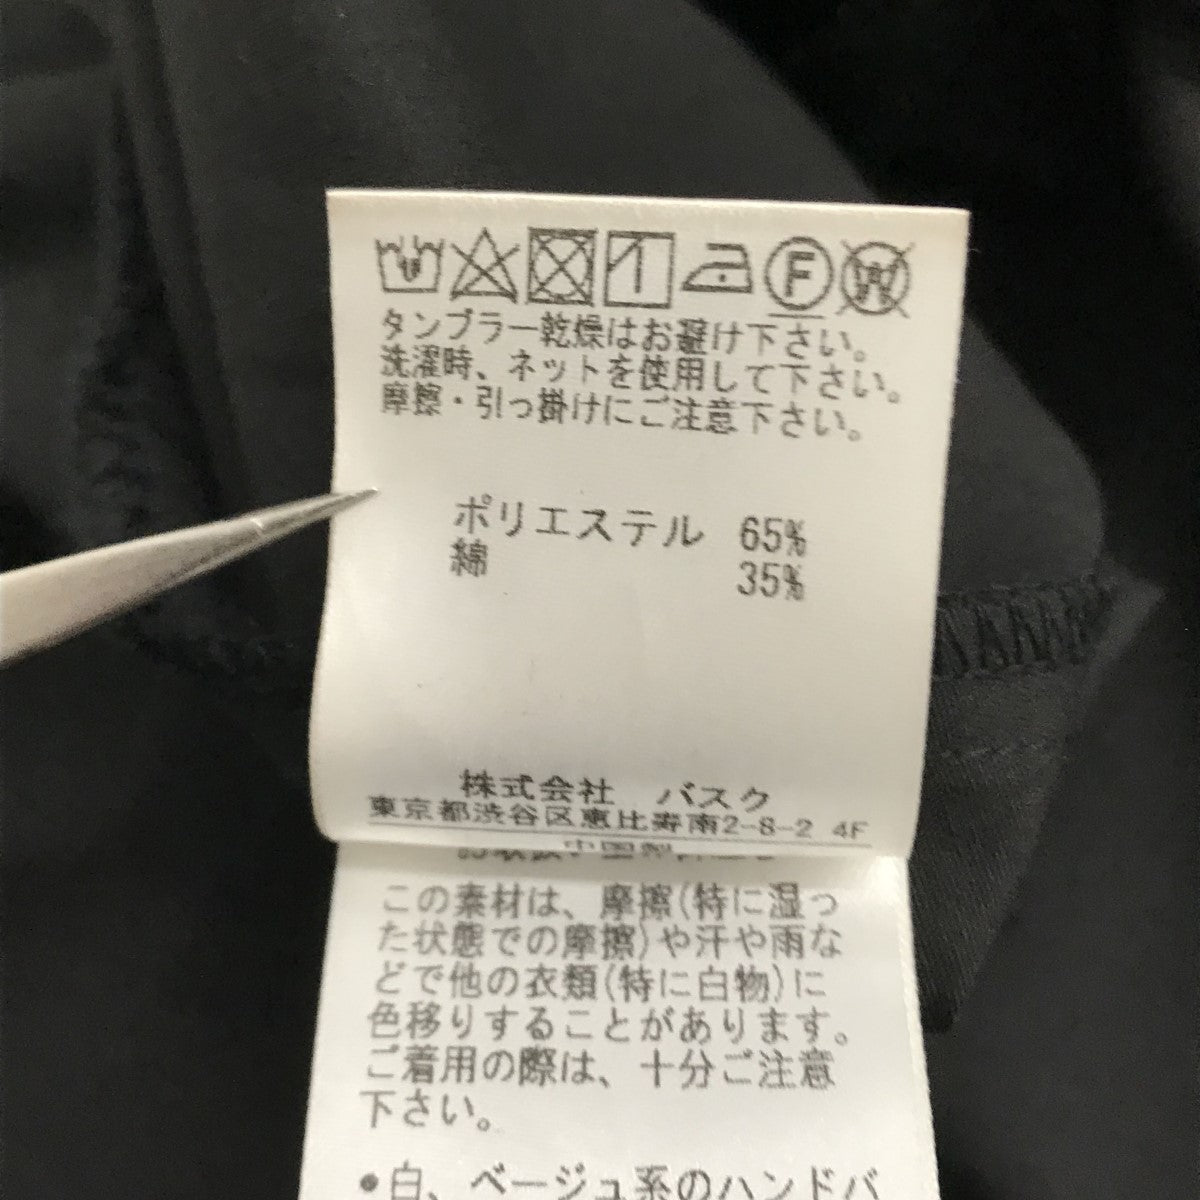 F W
タンブラー乾燥はお避け下さい。
洗濯時、ネットを使用して下さい。
摩擦・引っ掛けにご注意下さい。
ポリエステル 65%
綿 35%
株式会社 バスク
東京都渋谷区恵比寿南2-8-2 4F
中国製
この素材は、摩擦(特に湿っ
た状態での摩擦)や汗や雨な
どで他の衣類(特に白物)に
色移りすることがあります。
ご着用の際は、十分ご注意
下さい。
•白、ベージュ系のハンドバ